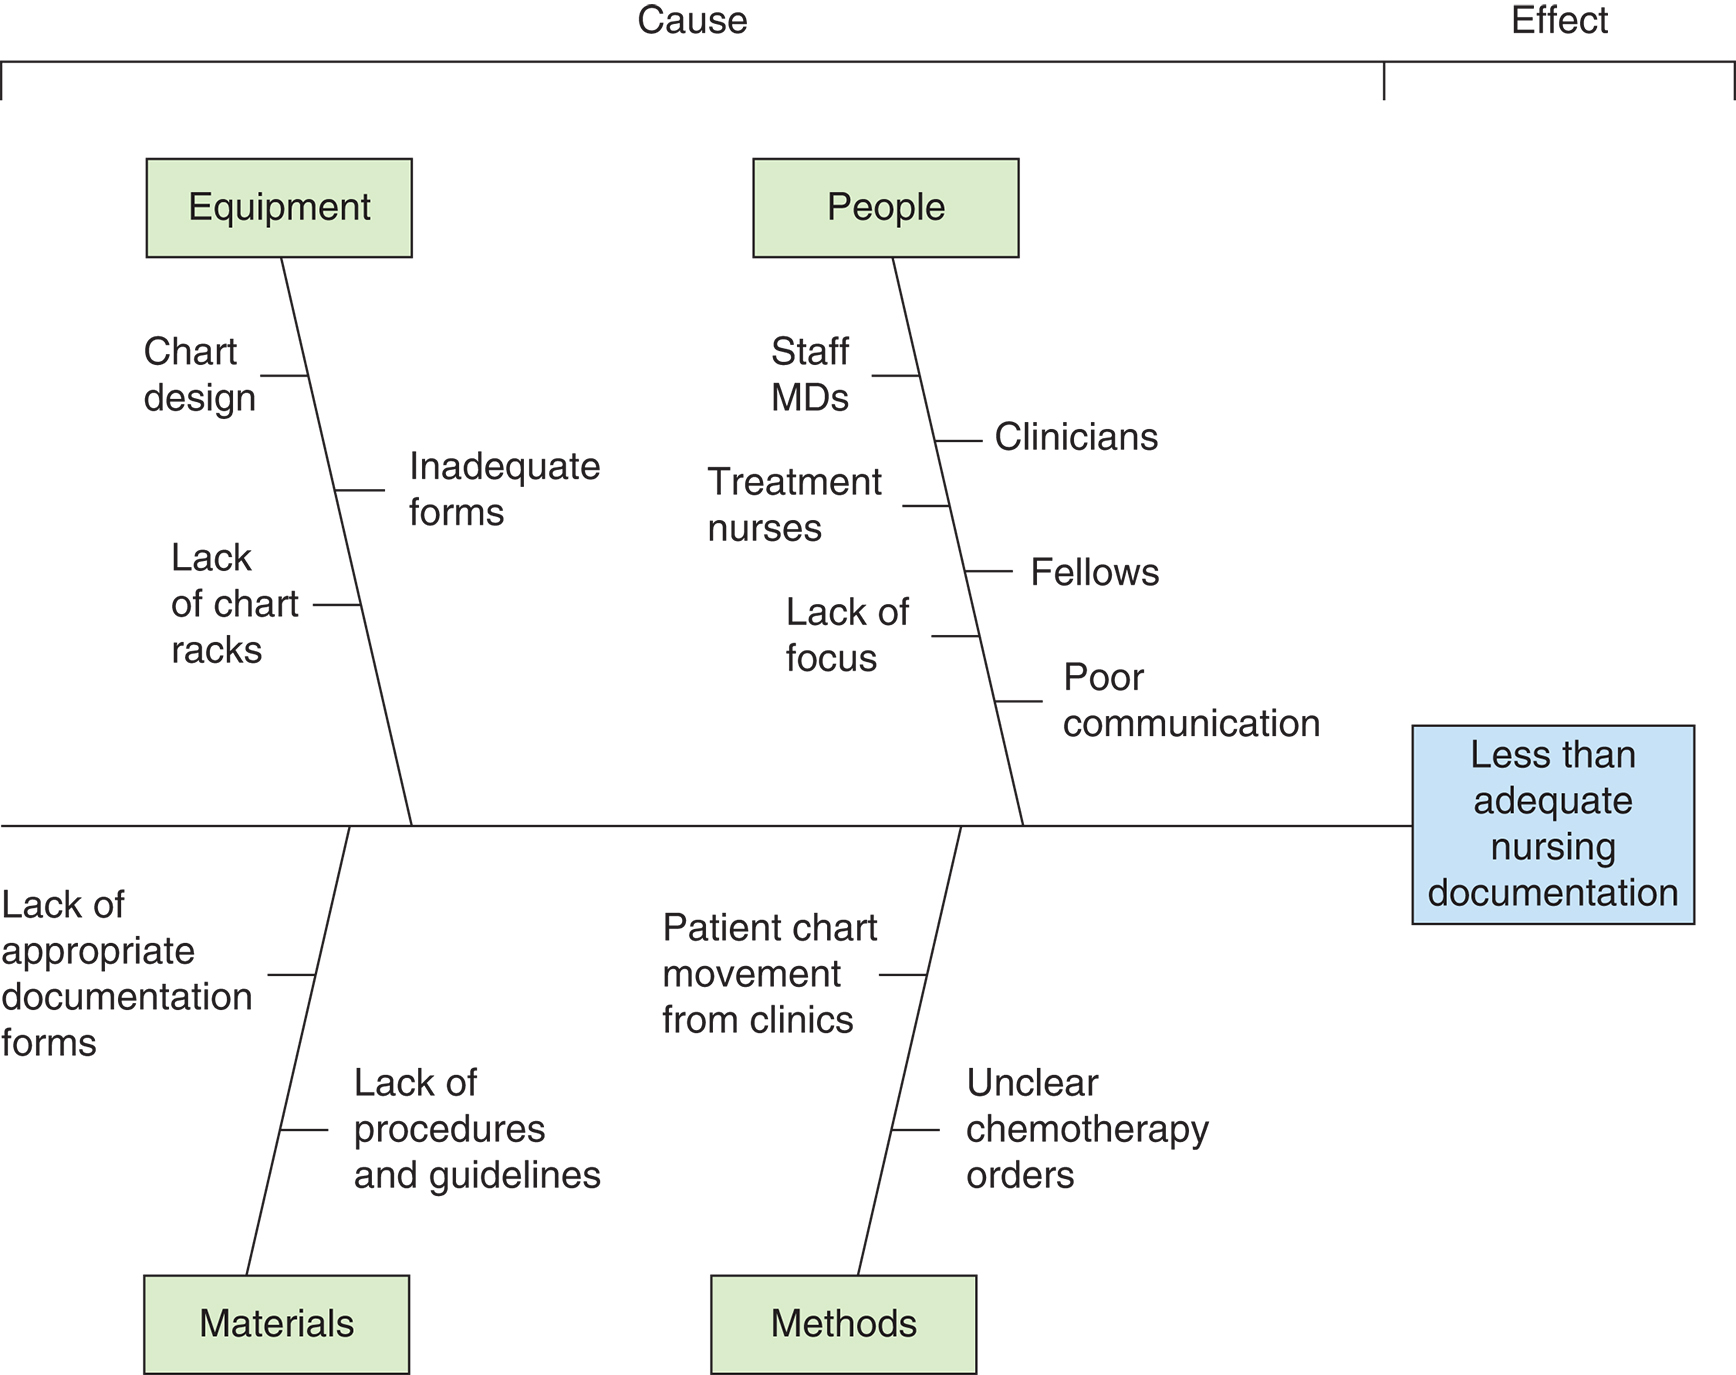 Cause
Effect
Equipment
People
Chart
design
Inadequate
forms
Lack
of chart
racks
Staff
MDs
Clinicians
Treatment
nurses
Fellows
Lack of
focus
Poor
communication
Less than
adequate
nursing
documentation
Lack of
appropriate
documentation
forms
Lack of
procedures
and guidelines
Patient chart
movement
from clinics
Unclear
chemotherapy
orders
Materials
Methods